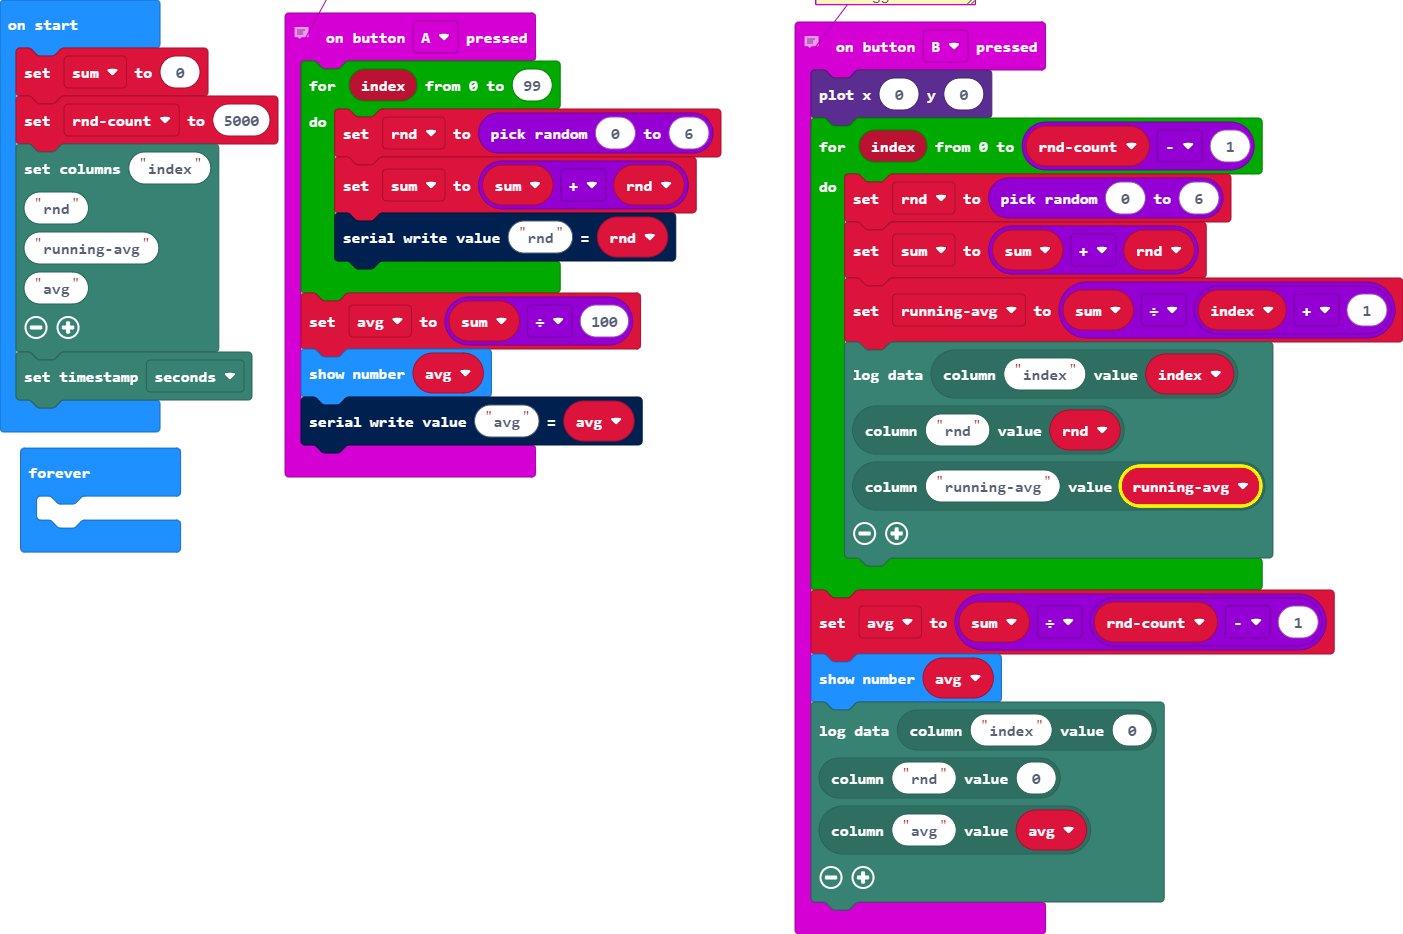 on start
set sum to 0
set rnd-count to 5000
set columns "index"
"rnd"
"running-avg"
"avg"
set timestamp seconds
forever
on button A pressed
for index from 0 to 99
do
set rnd to pick random 0 to 6
set sum to sum + rnd
serial write value "rnd" = rnd
set avg to sum ÷ 100
show number avg
serial write value "avg" = avg
on button B pressed
plot x 0 y 0
for index from 0 to rnd-count - 1
do
set rnd to pick random 0 to 6
set sum to sum + rnd
set running-avg to sum ÷ index + 1
log data column "index" value index
column "rnd" value rnd
column "running-avg" value running-avg
set avg to sum ÷ rnd-count - 1
show number avg
log data column "index" value 0
column "rnd" value 0
column "avg" value avg